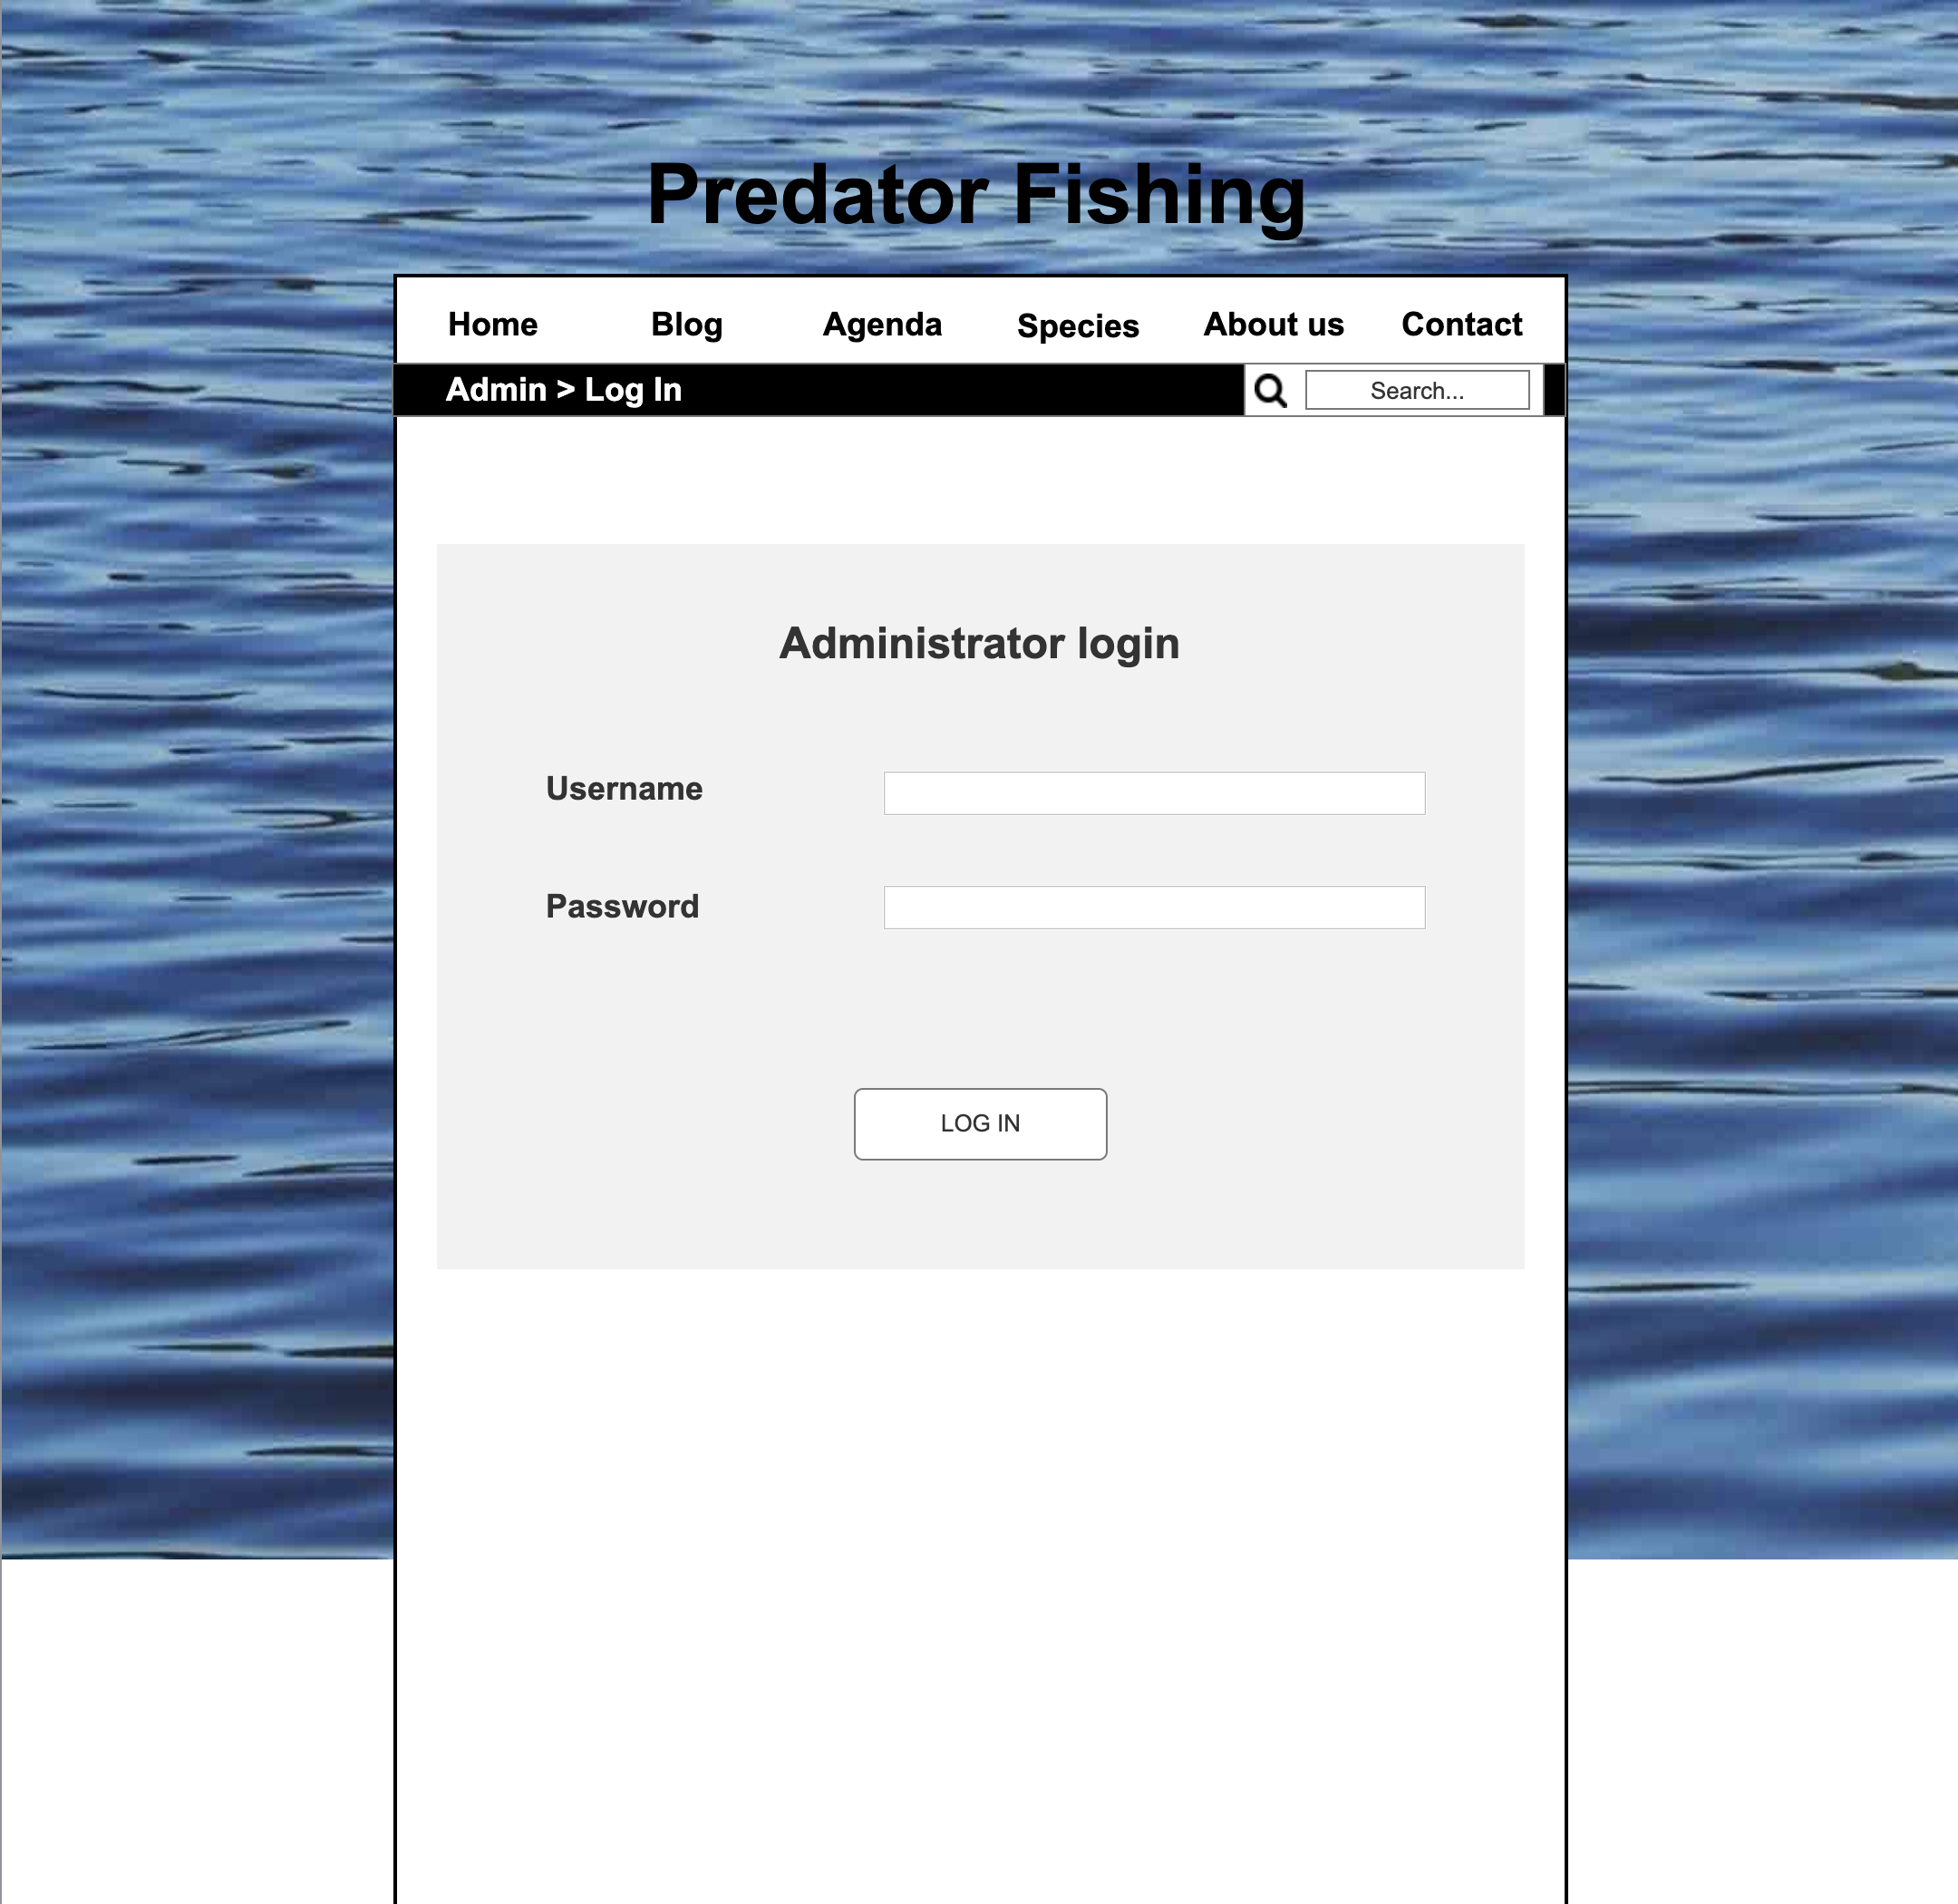 Predator Fishing
Home Blog Agenda Species About us Contact
Admin > Log In Search...
Administrator login
Username
Password
LOG IN